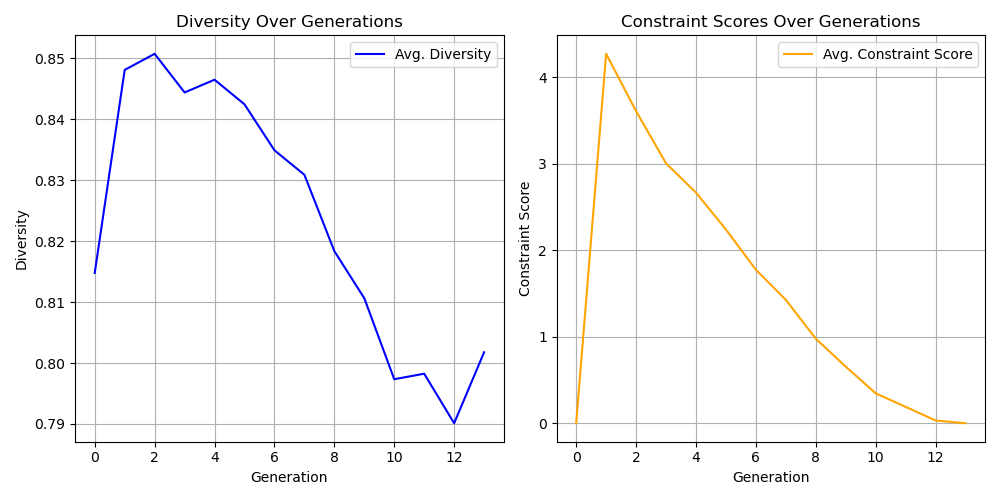 Diversity Over Generations
Avg. Diversity
0.85
0.84
0.83
0.82
0.81
0.80
0.79
Diversity
0 2 4 6 8 10 12
Generation
Constraint Scores Over Generations
Avg. Constraint Score
4
3
2
1
0
Constraint Score
0 2 4 6 8 10 12
Generation